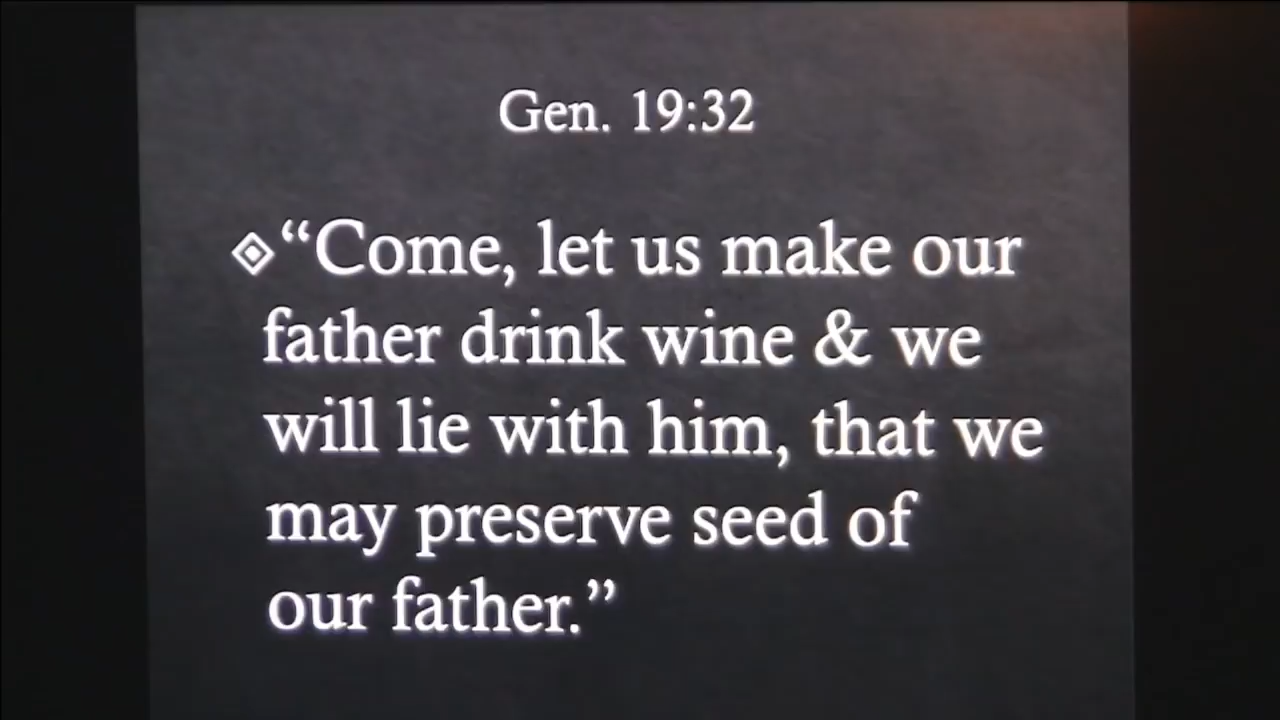 Gen. 19:32
“Come, let us make our
father drink wine & we
will lie with him, that we
may preserve seed of
our father.”